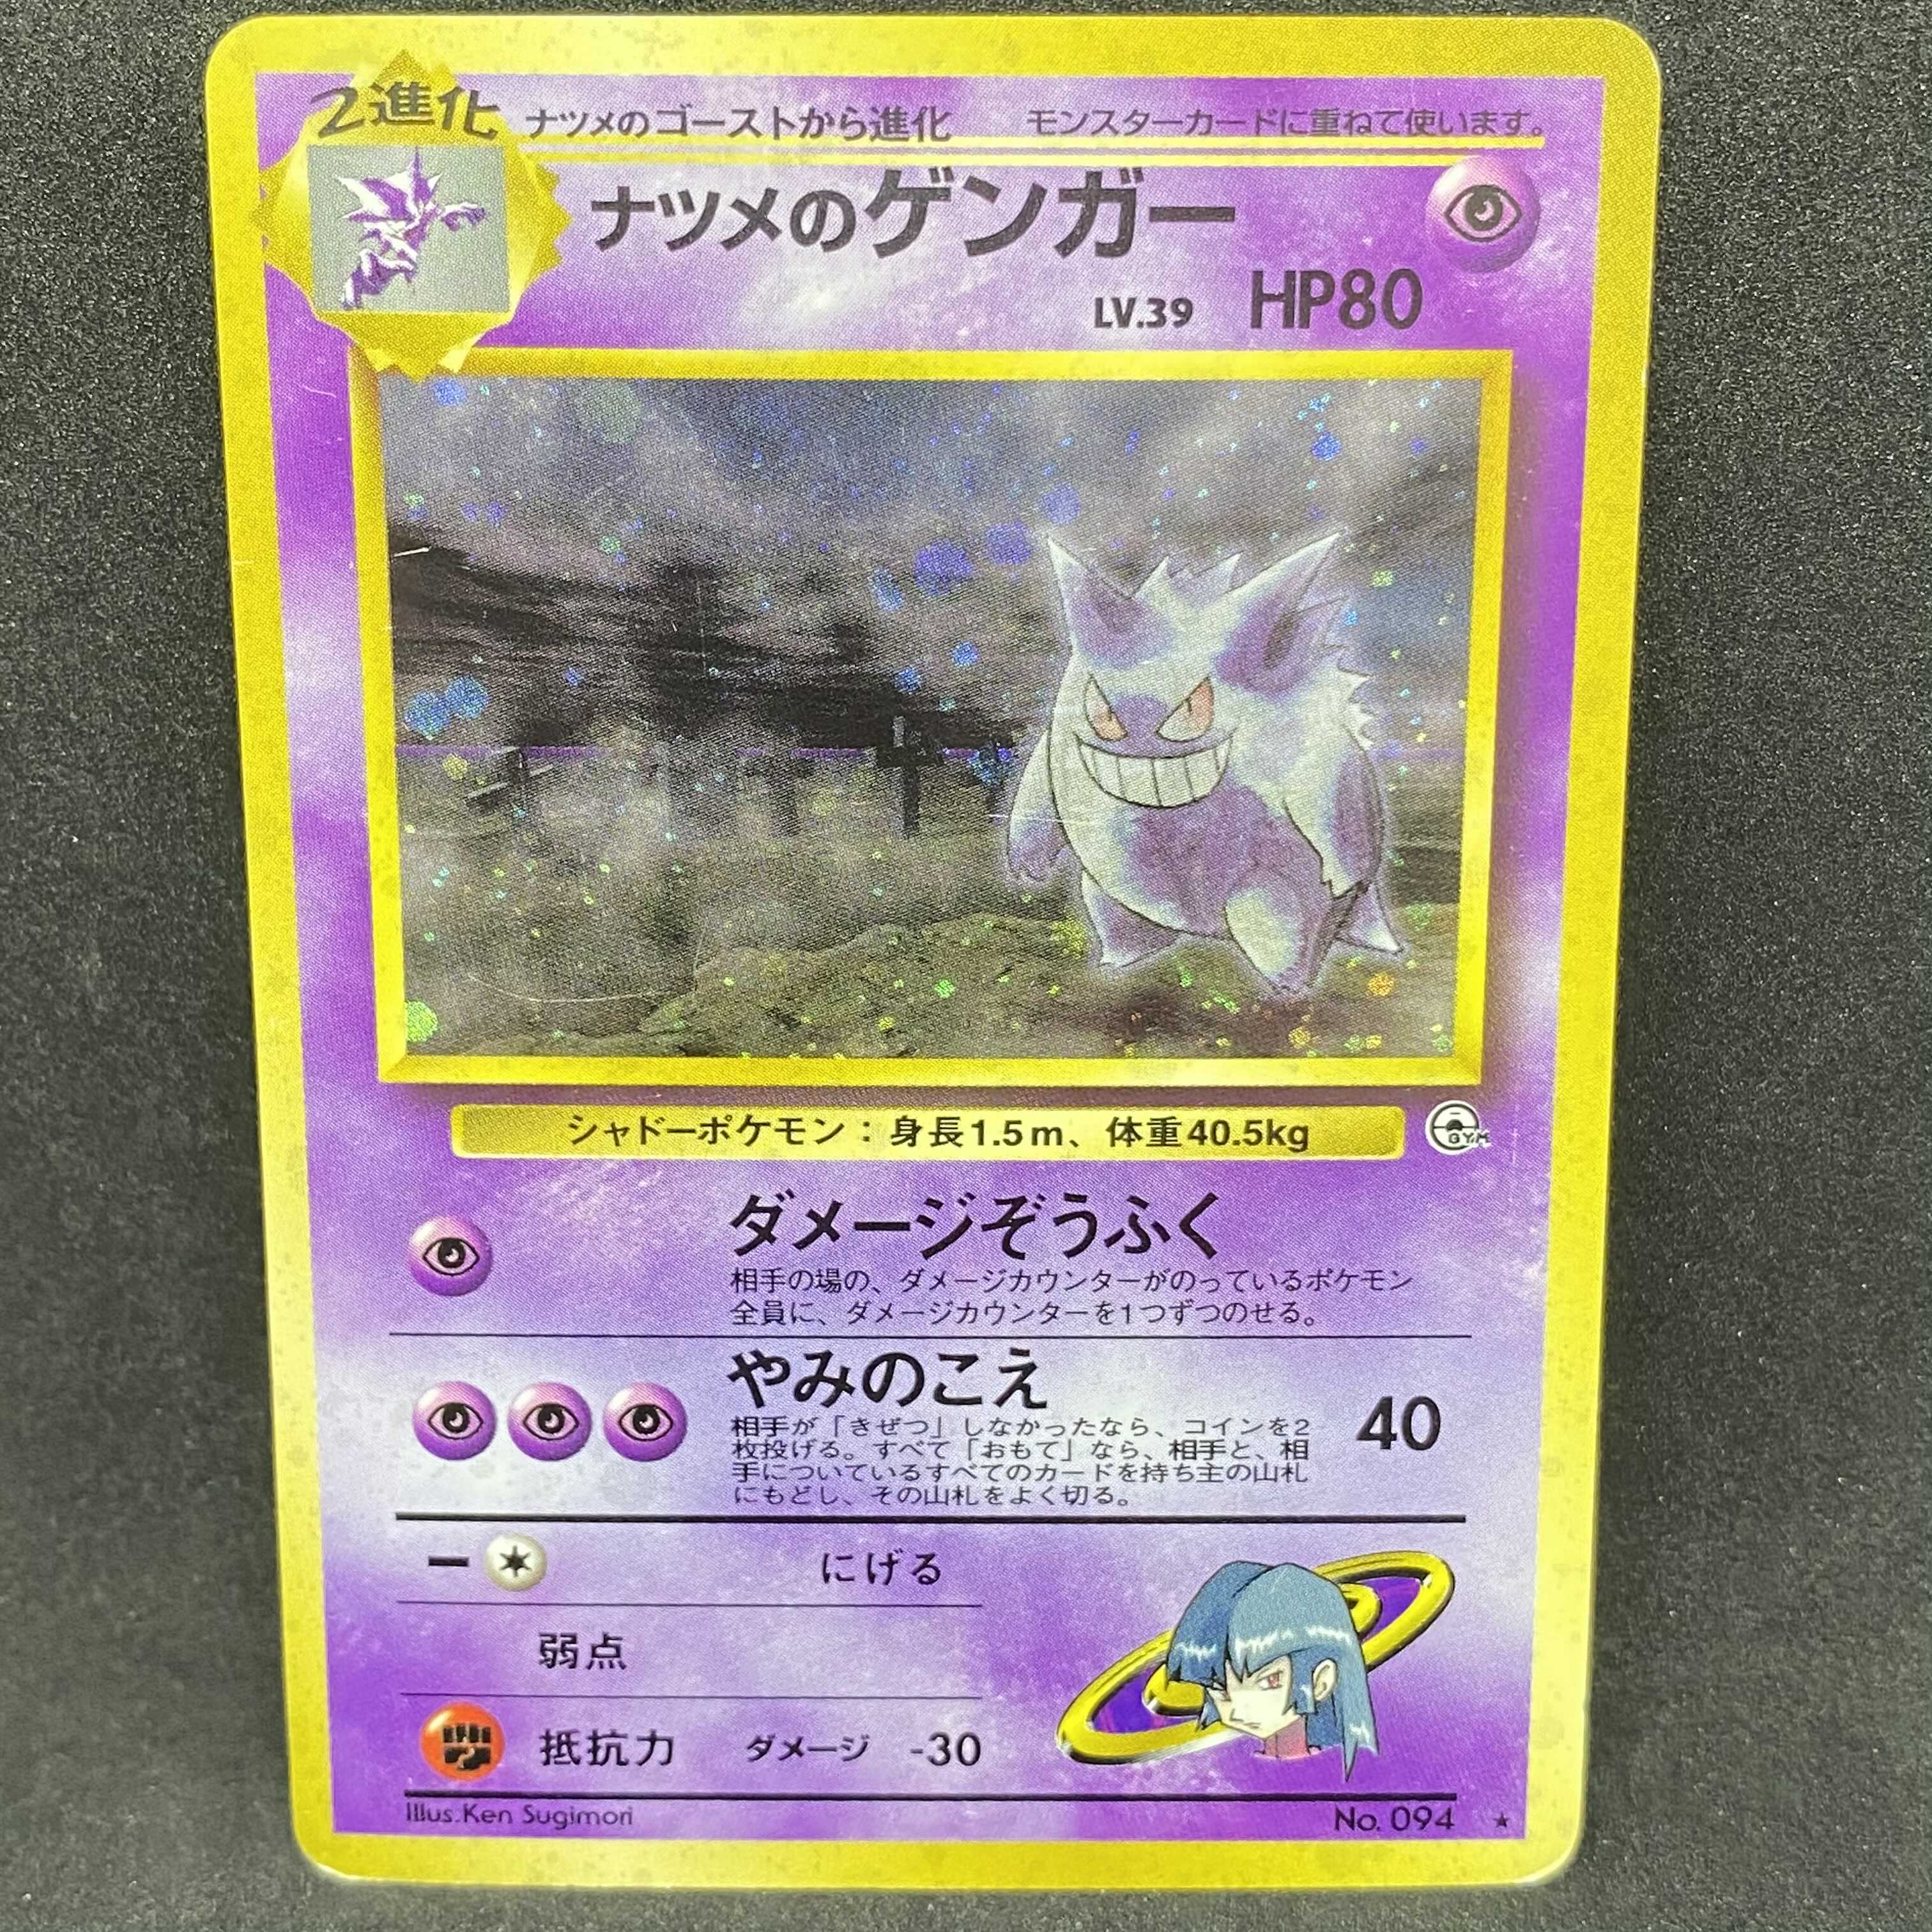 2進化
ナツメのゴーストから進化 モンスターカードに重ねて使います。
ナツメのゲンガー
LV.39 HP80
シャドーポケモン：身長1.5m、体重40.5kg
GYM
ダメージぞうふく
相手の場の、ダメージカウンターがのっているポケモン
全員に、ダメージカウンターを1つずつのせる。
やみのこえ
40
相手が「きぜつ」しなかったなら、コインを2
枚投げる。すべて「おもて」なら、相手と、相
手についているすべてのカードを持ち主の山札
にもどし、その山札をよく切る。
にげる
弱点
抵抗力 ダメージ -30
Illus.Ken Sugimori No. 094 ★